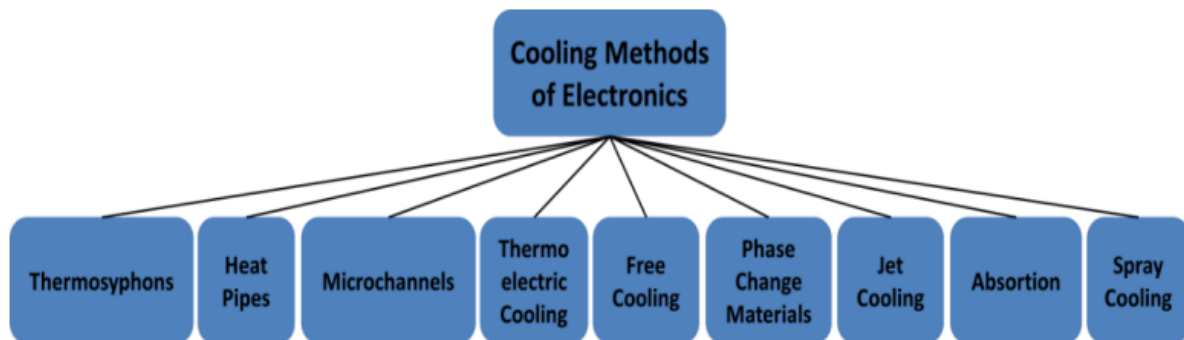 Cooling Methods
of Electronics
Thermosyphons
Heat
Pipes
Microchannels
Thermo
electric
Cooling
Free
Cooling
Phase
Change
Materials
Jet
Cooling
Absortion
Spray
Cooling